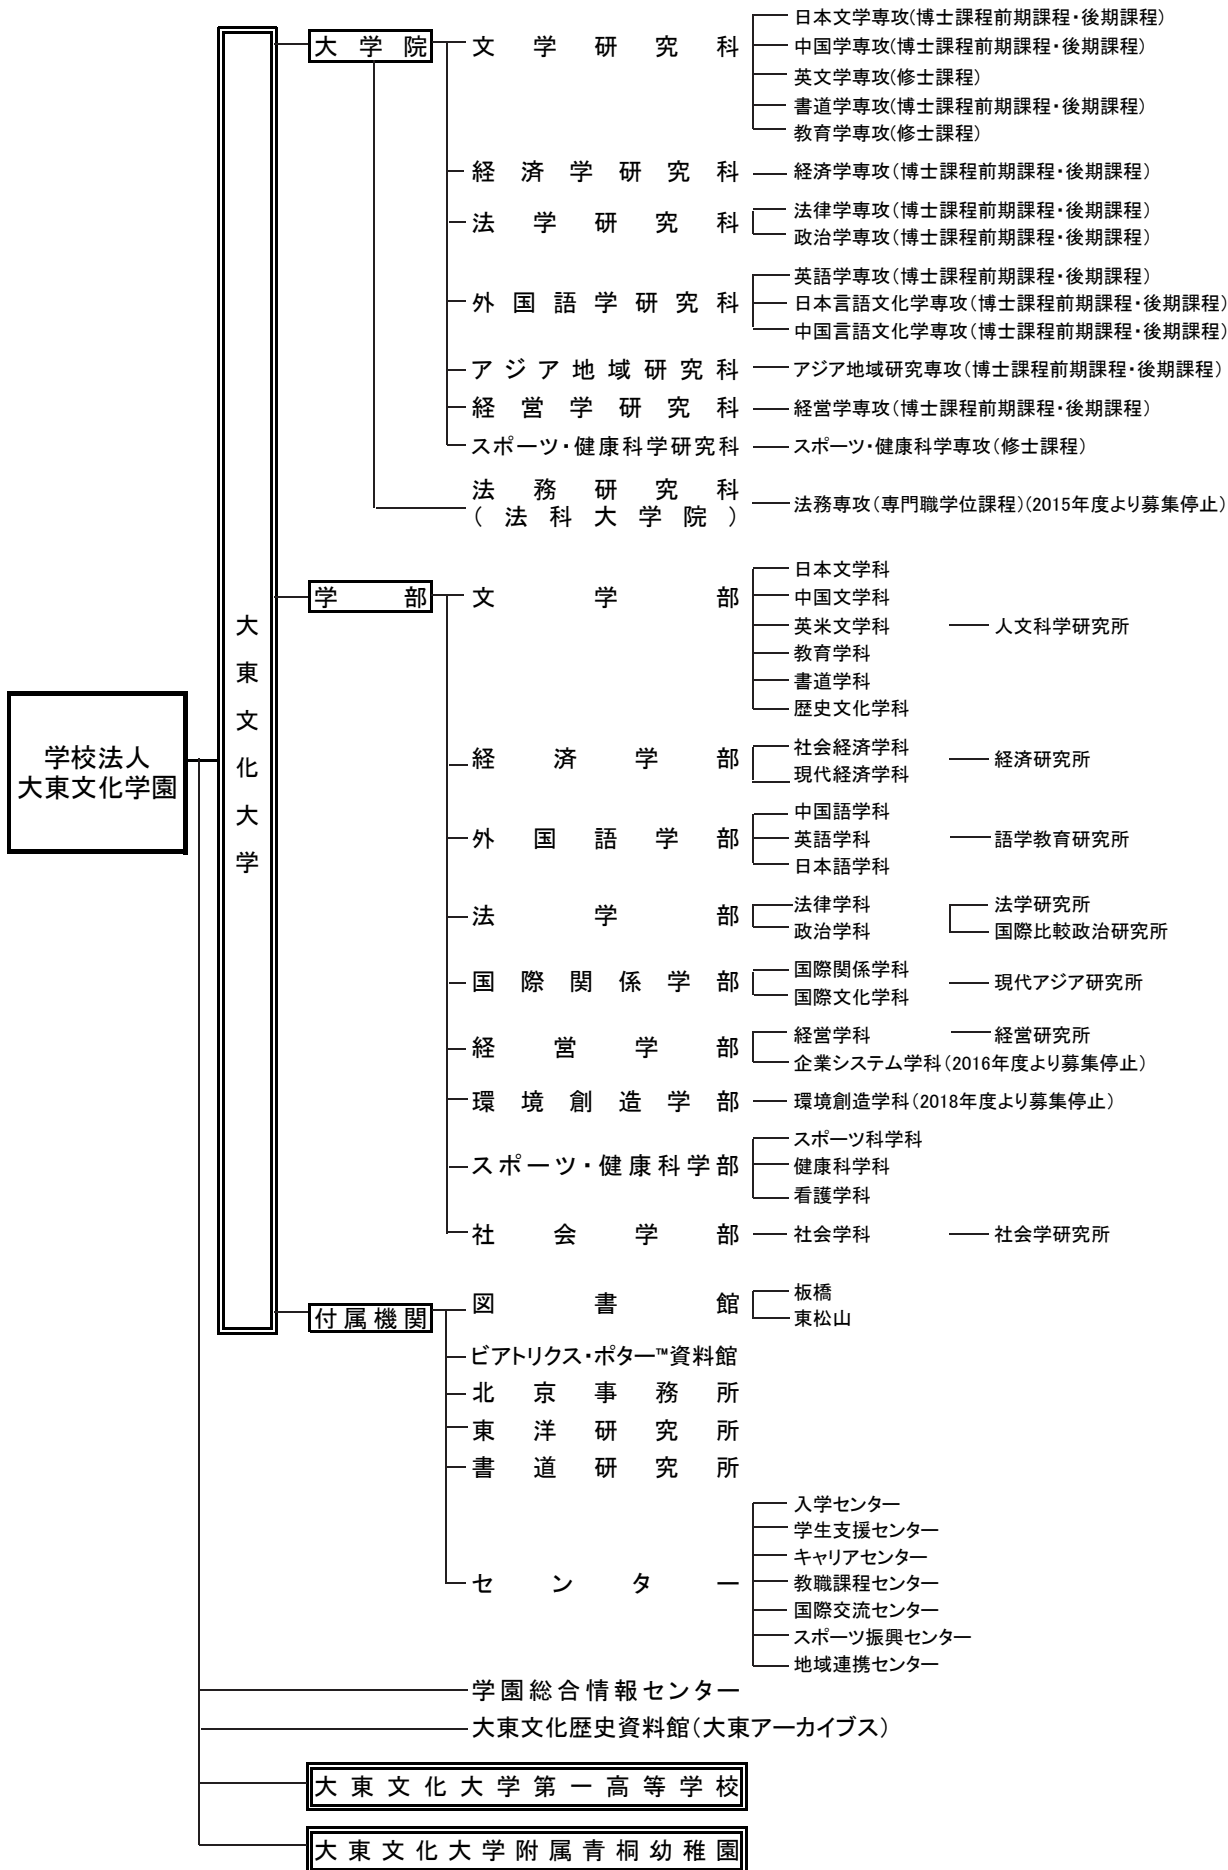 学校法人
大東文化学園
大東文化大学
大学院
文学研究科
日本文学専攻(博士課程前期課程・後期課程)
中国学専攻(博士課程前期課程・後期課程)
英文学専攻(修士課程)
書道学専攻(博士課程前期課程・後期課程)
教育学専攻(修士課程)
経済学研究科
経済学専攻(博士課程前期課程・後期課程)
法学研究科
法律学専攻(博士課程前期課程・後期課程)
政治学専攻(博士課程前期課程・後期課程)
外国語学研究科
英語学専攻(博士課程前期課程・後期課程)
日本言語文化学専攻(博士課程前期課程・後期課程)
中国言語文化学専攻(博士課程前期課程・後期課程)
アジア地域研究科
アジア地域研究専攻(博士課程前期課程・後期課程)
経営学研究科
経営学専攻(博士課程前期課程・後期課程)
スポーツ・健康科学研究科
スポーツ・健康科学専攻(修士課程)
法務研究科
(法科大学院)
法務専攻(専門職学位課程)(2015年度より募集停止)
学部
文学部
日本文学科
中国文学科
英米文学科
教育学科
書道学科
歴史文化学科
人文科学研究所
経済学部
社会経済学科
現代経済学科
経済研究所
外国語学部
中国語学科
英語学科
日本語学科
語学教育研究所
法学部
法律学科
政治学科
法学研究所
国際比較政治研究所
国際関係学部
国際関係学科
国際文化学科
現代アジア研究所
経営学部
経営学科
経営研究所
企業システム学科(2016年度より募集停止)
環境創造学部
環境創造学科(2018年度より募集停止)
スポーツ・健康科学部
スポーツ科学科
健康科学科
看護学科
社会学部
社会学科
社会学研究所
付属機関
図書館
板橋
東松山
ビアトリクス・ポター™資料館
北京事務所
東洋研究所
書道研究所
センター
入学センター
学生支援センター
キャリアセンター
教職課程センター
国際交流センター
スポーツ振興センター
地域連携センター
学園総合情報センター
大東文化歴史資料館(大東アーカイブス)
大東文化大学第一高等学校
大東文化大学附属青桐幼稚園